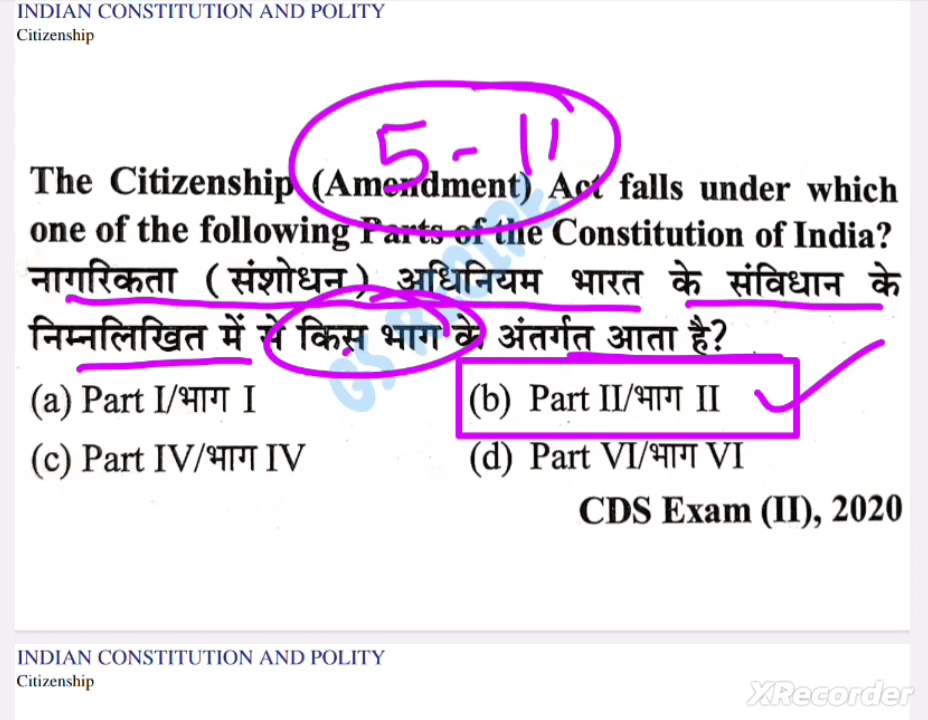 INDIAN CONSTITUTION AND POLITY
Citizenship
5-11
The Citizenship (Amendment) Act falls under which
one of the following Parts of the Constitution of India?
नागरिकता (संशोधन) अधिनियम भारत के संविधान के
निम्नलिखित में से किस भाग के अंतर्गत आता है?
(a) Part I/भाग I
(b) Part II/भाग II
(c) Part IV/भाग IV
(d) Part VI/भाग VI
CDS Exam (II), 2020
INDIAN CONSTITUTION AND POLITY
Citizenship
XRecorder